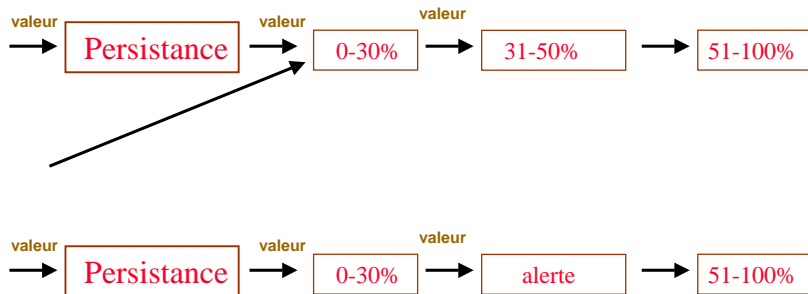 valeur valeur valeur
Persistance 0-30% 31-50% 51-100%
valeur valeur valeur
Persistance 0-30% alerte 51-100%